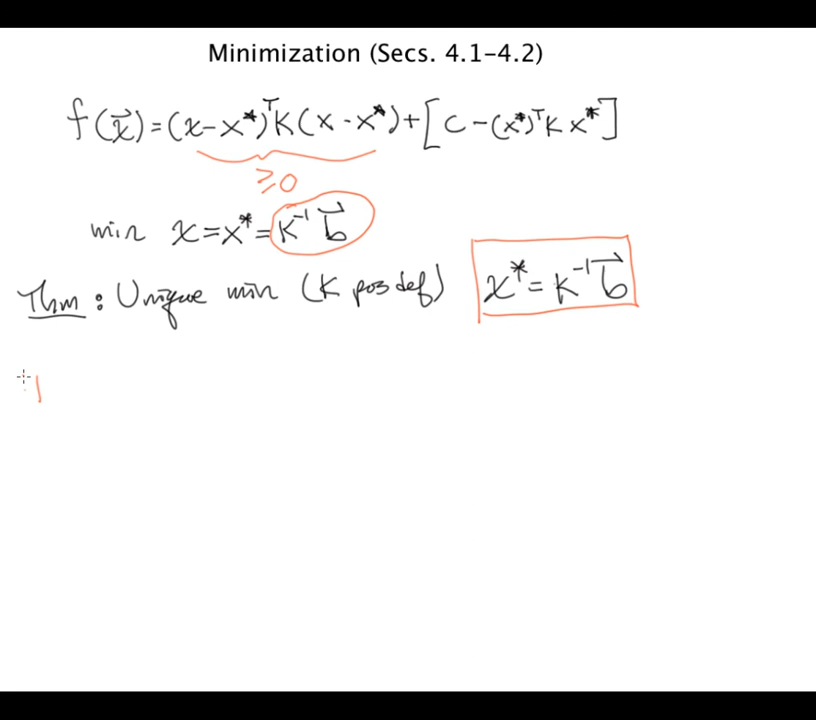 Minimization (Secs. 4.1–4.2)
f(x⃗)=(x-x*)ᵀK(x-x*)+[c-(x*)ᵀKx*]
≥0
min x=x*=K⁻¹b⃗
Thm: Unique min (K pos def) x*=K⁻¹b⃗